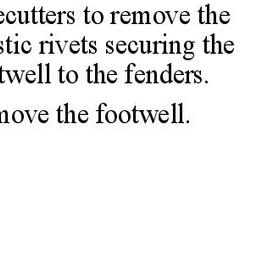 ecutters to remove the
stic rivets securing the
twell to the fenders.
move the footwell.